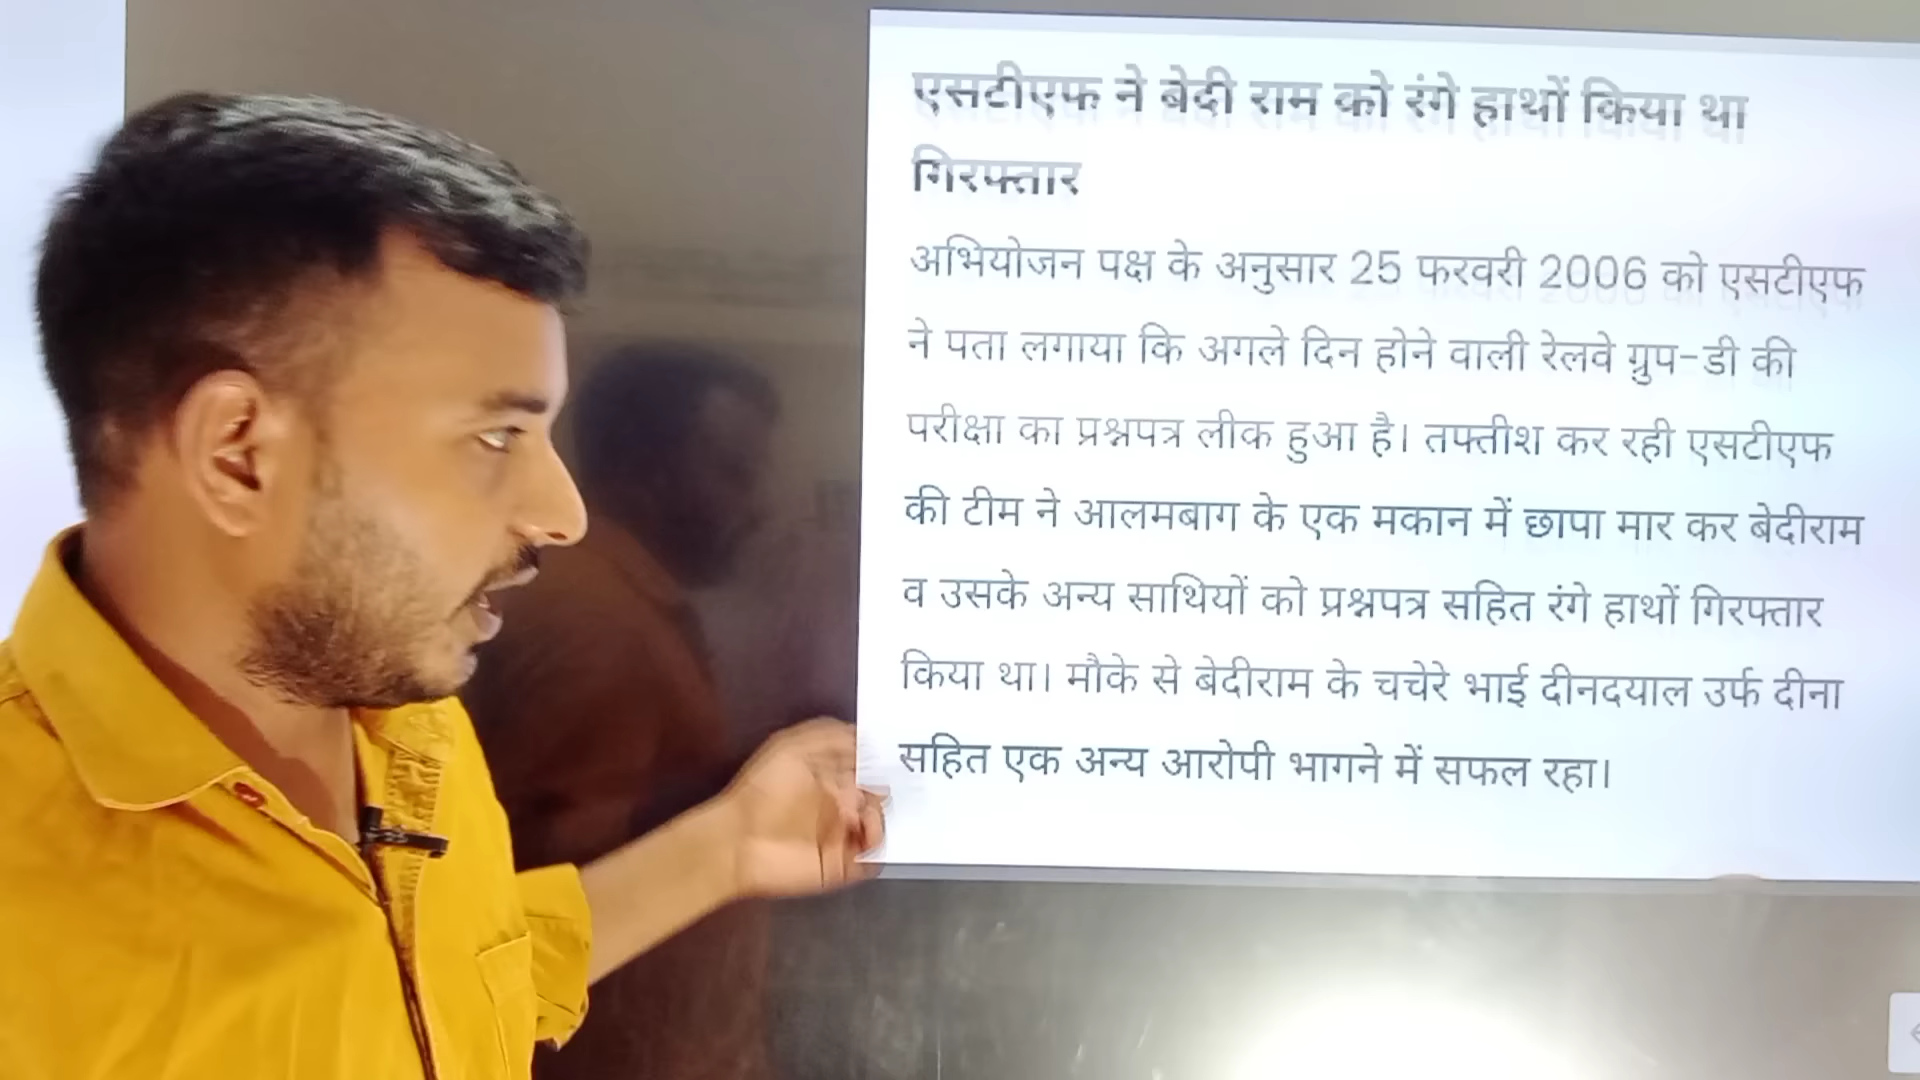 एसटीएफ ने बेदी राम को रंगे हाथों किया था
गिरफ्तार
अभियोजन पक्ष के अनुसार 25 फरवरी 2006 को एसटीएफ
ने पता लगाया कि अगले दिन होने वाली रेलवे ग्रुप-डी की
परीक्षा का प्रश्नपत्र लीक हुआ है। तफ्तीश कर रही एसटीएफ
की टीम ने आलमबाग के एक मकान में छापा मार कर बेदीराम
व उसके अन्य साथियों को प्रश्नपत्र सहित रंगे हाथों गिरफ्तार
किया था। मौके से बेदीराम के चचेरे भाई दीनदयाल उर्फ दीना
सहित एक अन्य आरोपी भागने में सफल रहा।